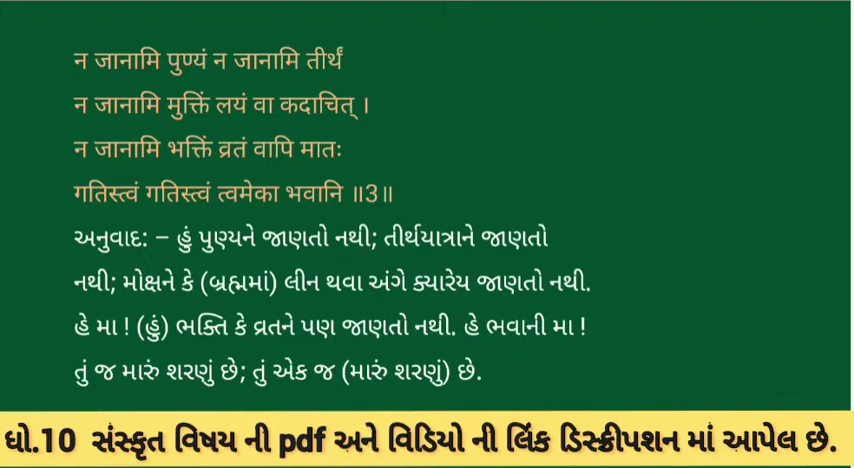 न जानामि पुण्यं न जानामि तीर्थं
न जानामि मुक्तिं लयं वा कदाचित् ।
न जानामि भक्तिं व्रतं वापि मातः
गतिस्त्वं गतिस्त्वं त्वमेका भवानि ॥3॥
અનુવાદ: – હું પુણ્યને જાણતો નથી; તીર્થયાત્રાને જાણતો
નથી; મોક્ષને કે (બ્રહ્મમાં) લીન થવા અંગે ક્યારેય જાણતો નથી.
હે મા ! (હું) ભક્તિ કે વ્રતને પણ જાણતો નથી. હે ભવાની મા !
તું જ મારું શરણું છે; તું એક જ (મારું શરણું) છે.
ધો.10 સંસ્કૃત વિષય ની pdf અને વિડિયો ની લિંક ડિસ્ક્રીપશન માં આપેલ છે.